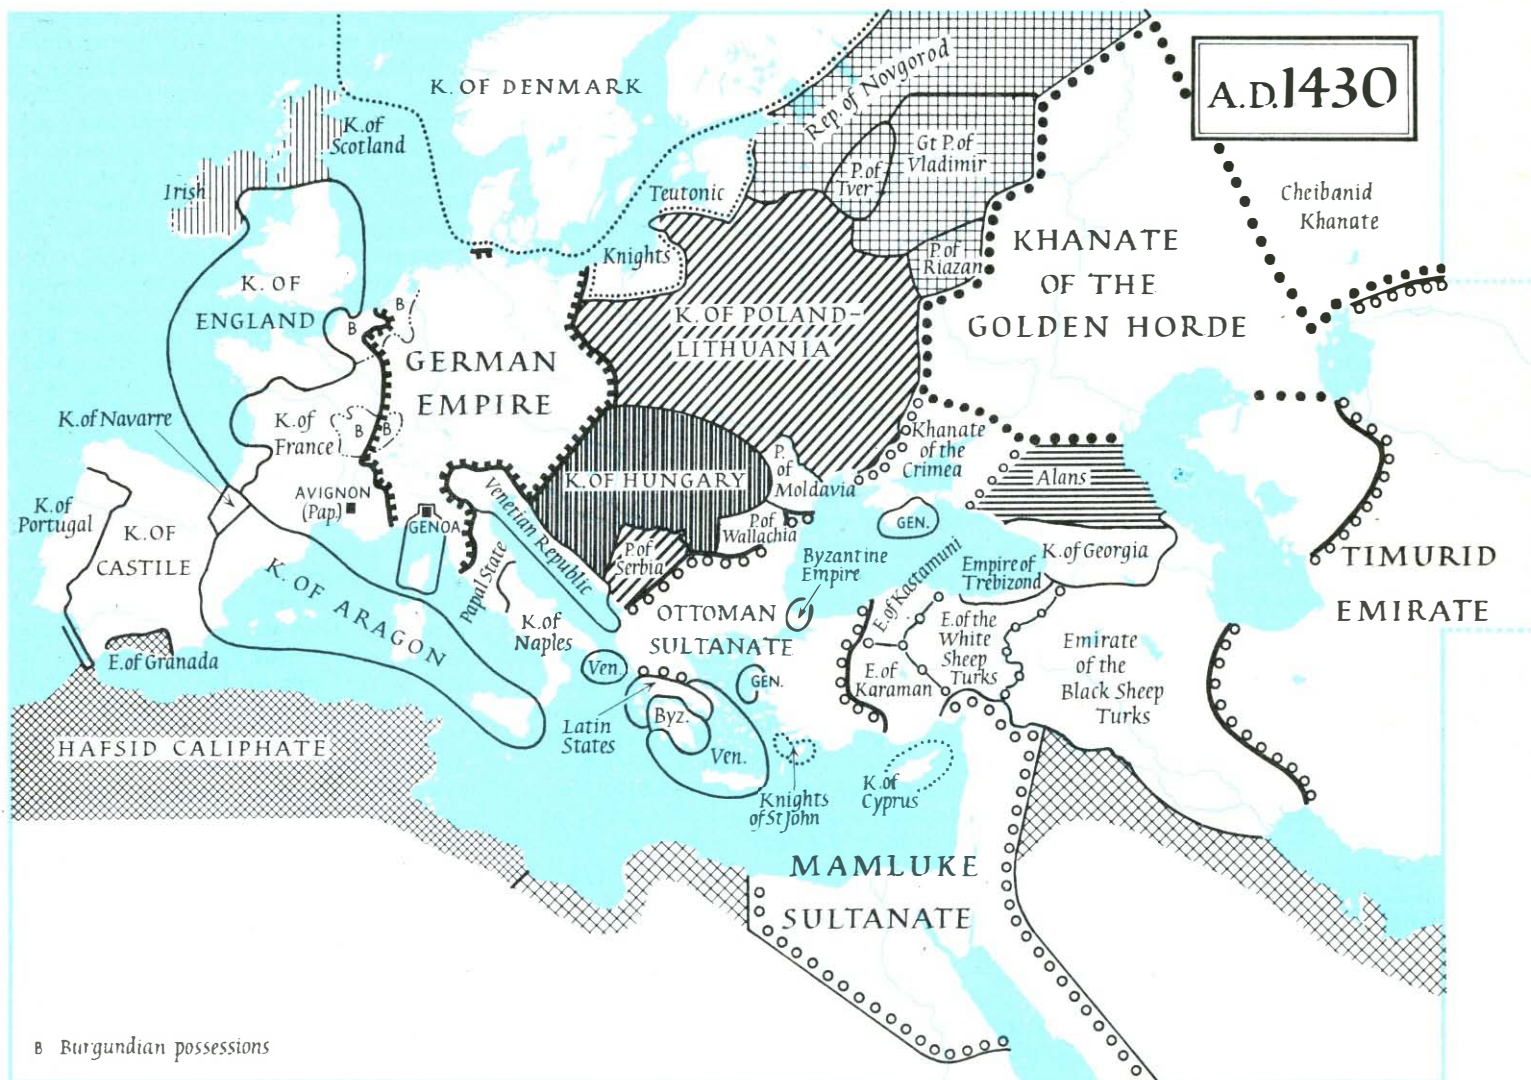 A.D.1430
K. OF DENMARK
K. of
Scotland
Irish
K. OF
ENGLAND
Rep. of Novgorod
Gt P. of
Vladimir
P. of
Tver
P. of
Riazan
Teutonic
Knights
Cheibanid
Khanate
KHANATE
OF THE
GOLDEN HORDE
K. OF POLAND–
LITHUANIA
GERMAN
EMPIRE
B
B
K. of
France
S
B
B
K. of Navarre
AVIGNON
(Pap.)
GENOA
K. of
Portugal
K. OF
CASTILE
E. of Granada
K. OF ARAGON
Venetian Republic
Papal State
K. of
Naples
K. OF HUNGARY
P. of
Serbia
P.
of
Moldavia
P. of
Wallachia
Khanate
of the
Crimea
GEN.
Alans
K. of Georgia
Empire of
Trebizond
E. of Kastamuni
Byzantine
Empire
OTTOMAN
SULTANATE
Ven.
GEN.
Latin
States
Byz.
Ven.
Knights
of St John
K. of
Cyprus
E. of
Karaman
E. of the
White
Sheep
Turks
Emirate
of the
Black Sheep
Turks
TIMURID
EMIRATE
HAFSID CALIPHATE
MAMLUKE
SULTANATE
B Burgundian possessions